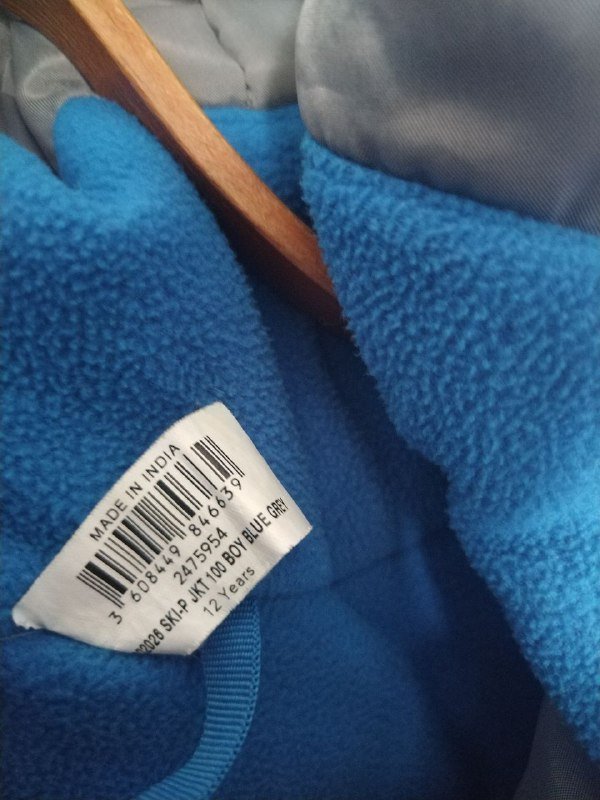 MADE IN INDIA
3 608449 846639
2475954
SKI-P JKT 100 BOY BLUE GREY
12 Years